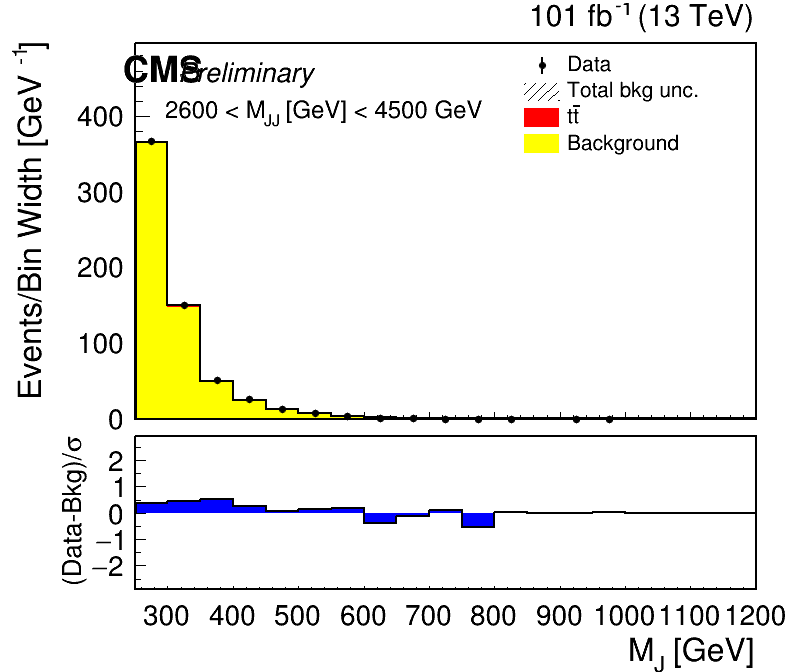 101 fb⁻¹ (13 TeV)
CMS Preliminary
2600 < M_JJ [GeV] < 4500 GeV
Data
Total bkg unc.
tt̄
Background
Events/Bin Width [GeV⁻¹]
400
300
200
100
0
(Data-Bkg)/σ
2
1
0
−1
−2
300 400 500 600 700 800 900 1000 1100 1200
M_J [GeV]